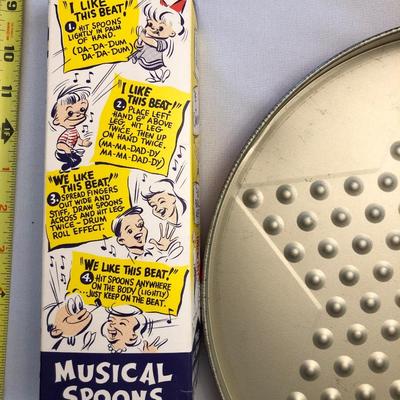 "I LIKE
THIS BEAT!"
1. HIT SPOONS
LIGHTLY IN PALM
OF HAND.
(DA-DA-DUM
DA-DA-DUM)
"I LIKE
THIS BEAT!"
2. PLACE LEFT
HAND 6" ABOVE
LEG, HIT LEG
TWICE, THEN UP
ON HAND TWICE.
(MA-MA-DAD-DY
MA-MA-DAD-DY)
"WE LIKE
THIS BEAT!"
3. SPREAD FINGERS
OUT WIDE AND
STIFF, DRAW SPOONS
ACROSS AND HIT LEG
TWICE - DRUM
ROLL EFFECT.
"WE LIKE THIS BEAT!"
4. HIT SPOONS ANYWHERE
ON THE BODY (LIGHTLY)
JUST KEEP ON THE BEAT.
MUSICAL
SPOONS